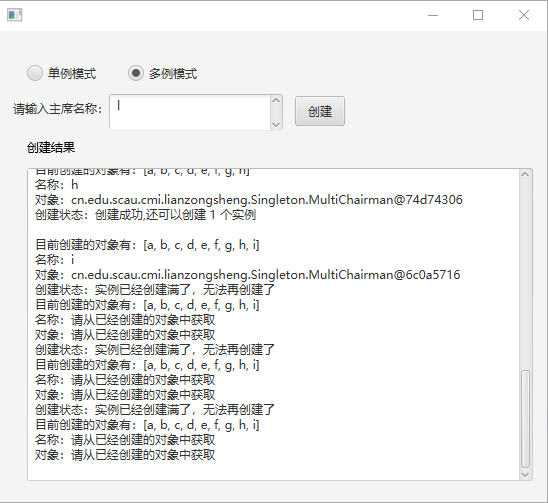 单例模式
多例模式
请输入主席名称：
创建
创建结果
目前创建的对象有：[a, b, c, d, e, f, g, h]
名称：h
对象：cn.edu.scau.cmi.lianzongsheng.Singleton.MultiChairman@74d74306
创建状态：创建成功,还可以创建 1 个实例
目前创建的对象有：[a, b, c, d, e, f, g, h, i]
名称：i
对象：cn.edu.scau.cmi.lianzongsheng.Singleton.MultiChairman@6c0a5716
创建状态：实例已经创建满了，无法再创建了
目前创建的对象有：[a, b, c, d, e, f, g, h, i]
名称：请从已经创建的对象中获取
对象：请从已经创建的对象中获取
创建状态：实例已经创建满了，无法再创建了
目前创建的对象有：[a, b, c, d, e, f, g, h, i]
名称：请从已经创建的对象中获取
对象：请从已经创建的对象中获取
创建状态：实例已经创建满了，无法再创建了
目前创建的对象有：[a, b, c, d, e, f, g, h, i]
名称：请从已经创建的对象中获取
对象：请从已经创建的对象中获取